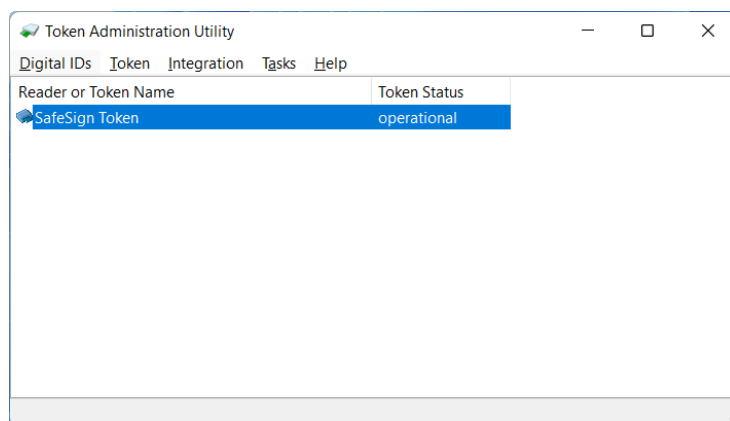 Token Administration Utility
Digital IDs Token Integration Tasks Help
Reader or Token Name Token Status
SafeSign Token operational